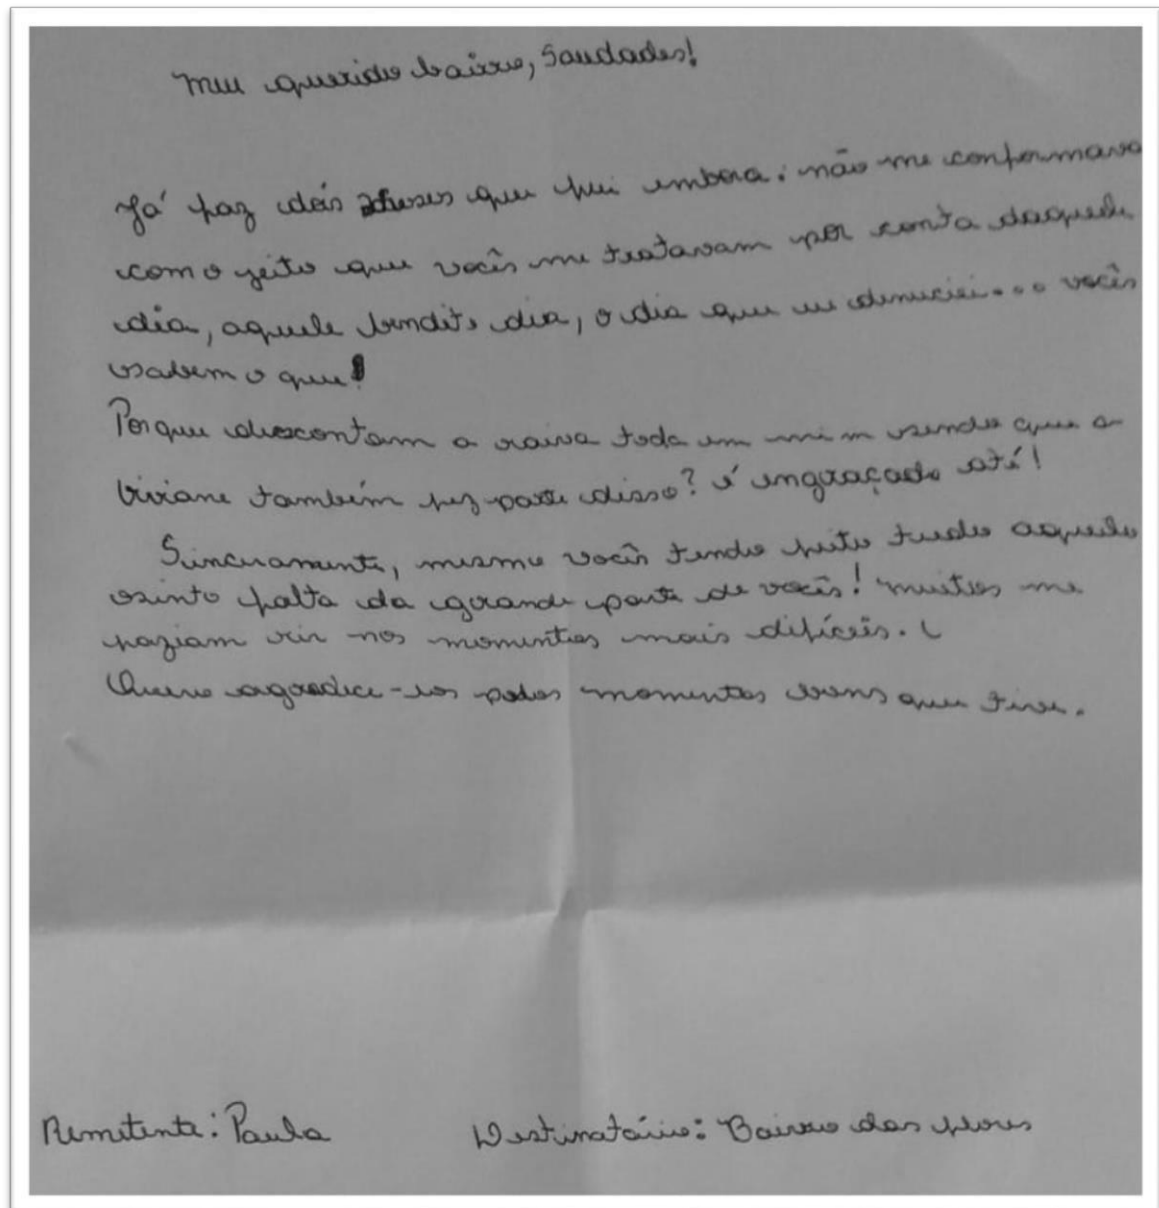 Meu querido bairro, Saudades!
Já faz dois meses que fui embora: não me conformava
com o jeito que vocês me tratavam por conta daquele
dia, aquele bendito dia, o dia que eu denunciei... vocês
sabem o que!
Porque descontam a raiva toda em mim sendo que a
Viviane também fez parte disso? é engraçado até!
Sinceramente, mesmo vocês tendo feito tudo aquilo
sinto falta da grande parte de vocês! muitos me
faziam rir nos momentos mais difíceis.
Quero agradece-los pelos momentos bons que tive.
Remetente: Paula
Destinatário: Bairro das flores